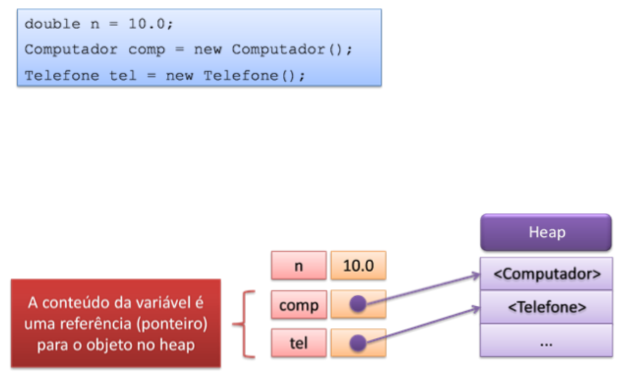 double n = 10.0;
Computador comp = new Computador();
Telefone tel = new Telefone();
Heap
n
10.0
<Computador>
comp
<Telefone>
tel
...
A conteúdo da variável é
uma referência (ponteiro)
para o objeto no heap